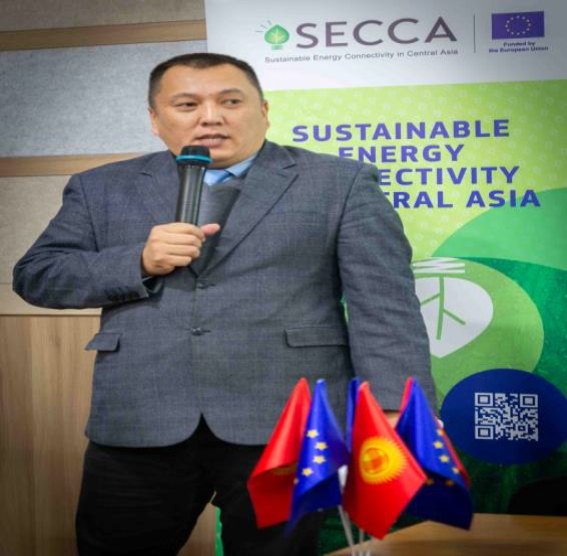 SECCA
Sustainable Energy Connectivity in Central Asia
Funded by
the European Union
SUSTAINABLE
ENERGY
ECTIVITY
TRAL ASIA